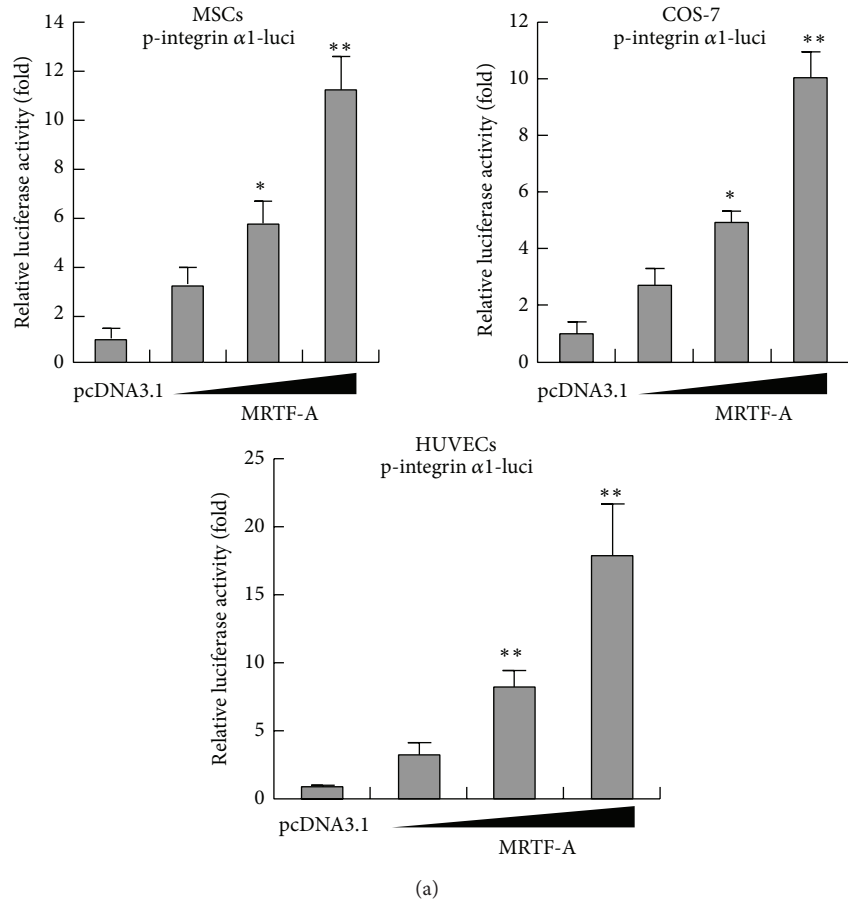 MSCs
p-integrin α1-luci
Relative luciferase activity (fold)
14
12
10
8
6
4
2
0
*
**
pcDNA3.1
MRTF-A
COS-7
p-integrin α1-luci
Relative luciferase activity (fold)
12
10
8
6
4
2
0
*
**
pcDNA3.1
MRTF-A
HUVECs
p-integrin α1-luci
Relative luciferase activity (fold)
25
20
15
10
5
0
**
**
pcDNA3.1
MRTF-A
(a)